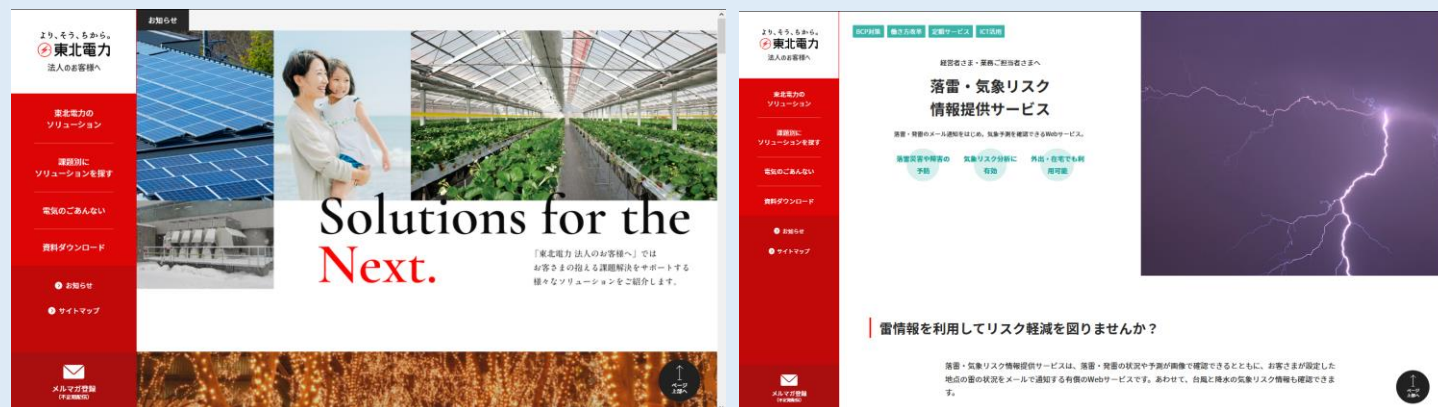 お知らせ
より、そう、ちから。
東北電力
法人のお客様へ
東北電力の
ソリューション
課題別に
ソリューションを探す
電気のごあんない
資料ダウンロード
お知らせ
サイトマップ
メルマガ登録
(不定期配信)
Solutions for the
Next.
「東北電力 法人のお客様へ」では
お客さまの抱える課題解決をサポートする
様々なソリューションをご紹介します。
ページ
上部へ
より、そう、ちから。
東北電力
法人のお客様へ
東北電力の
ソリューション
課題別に
ソリューションを探す
電気のごあんない
資料ダウンロード
お知らせ
サイトマップ
メルマガ登録
(不定期配信)
BCP対策 働き方改革 定額サービス ICT活用
経営者さま・業務ご担当者さまへ
落雷・気象リスク
情報提供サービス
落雷・発雷のメール通知をはじめ、気象予測を確認できるWebサービス。
落雷災害や障害の
予防
気象リスク分析に
有効
外出・在宅でも利
用可能
雷情報を利用してリスク軽減を図りませんか？
落雷・気象リスク情報提供サービスは、落雷・発雷の状況や予測が画像で確認できるとともに、お客さまが設定した
地点の雷の状況をメールで通知する有償のWebサービスです。あわせて、台風と降水の気象リスク情報も確認できま
す。
ページ
上部へ